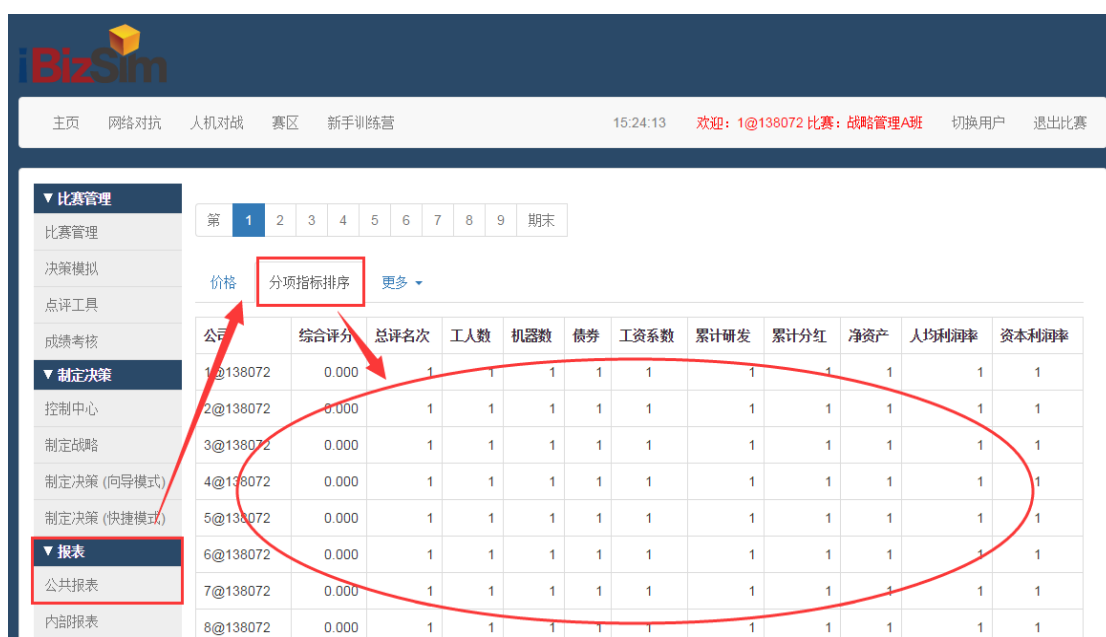 iBizSim
主页 网络对抗 人机对战 赛区 新手训练营 15:24:13 欢迎：1@138072 比赛：战略管理A班 切换用户 退出比赛
▼ 比赛管理
比赛管理
决策模拟
点评工具
成绩考核
▼ 制定决策
控制中心
制定战略
制定决策 (向导模式)
制定决策 (快捷模式)
▼ 报表
公共报表
内部报表
第 1 2 3 4 5 6 7 8 9 期末
价格 分项指标排序 更多
公司 综合评分 总评名次 工人数 机器数 债券 工资系数 累计研发 累计分红 净资产 人均利润率 资本利润率
1@138072 0.000 1 1 1 1 1 1 1 1 1 1
2@138072 0.000 1 1 1 1 1 1 1 1 1 1
3@138072 0.000 1 1 1 1 1 1 1 1 1 1
4@138072 0.000 1 1 1 1 1 1 1 1 1 1
5@138072 0.000 1 1 1 1 1 1 1 1 1 1
6@138072 0.000 1 1 1 1 1 1 1 1 1 1
7@138072 0.000 1 1 1 1 1 1 1 1 1 1
8@138072 0.000 1 1 1 1 1 1 1 1 1 1